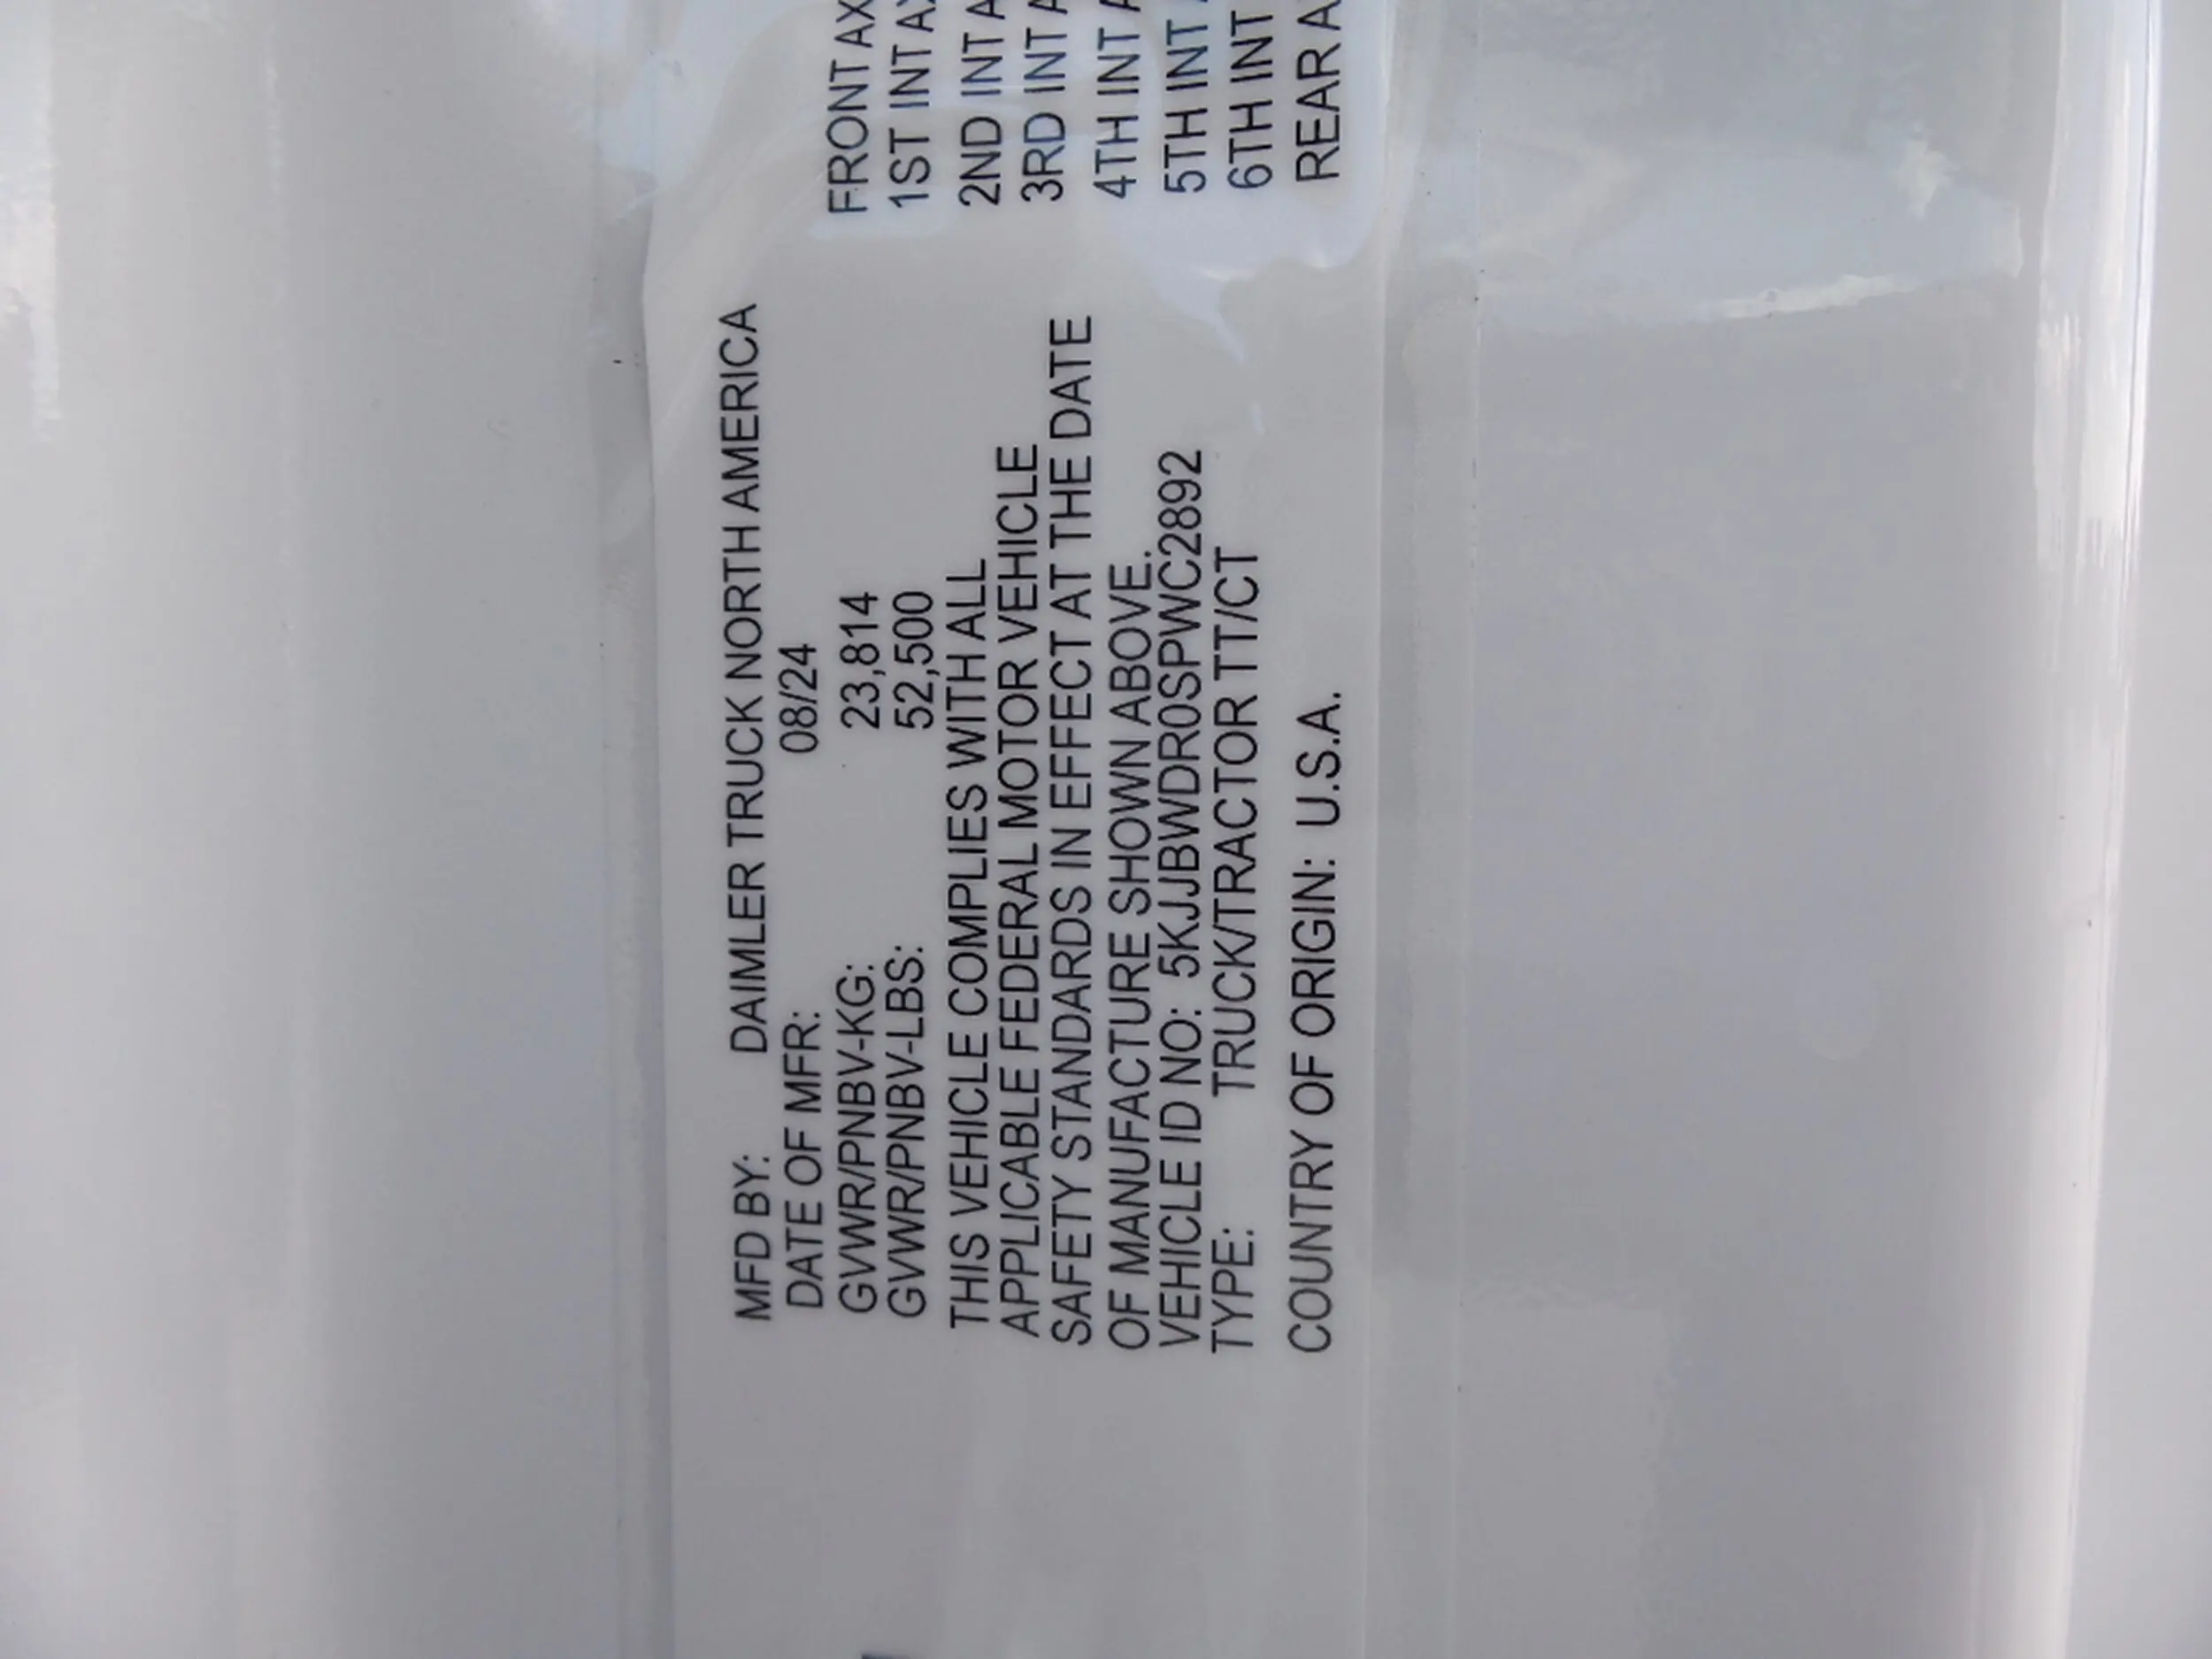 MFD BY: DAIMLER TRUCK NORTH AMERICA
DATE OF MFR: 08/24
GVWR/PNBV-KG: 23,814
GVWR/PNBV-LBS: 52,500
THIS VEHICLE COMPLIES WITH ALL
APPLICABLE FEDERAL MOTOR VEHICLE
SAFETY STANDARDS IN EFFECT AT THE DATE
OF MANUFACTURE SHOWN ABOVE.
VEHICLE ID NO: 5KJJBWDR0SPWC2892
TYPE: TRUCK/TRACTOR TT/CT
COUNTRY OF ORIGIN: U.S.A.
FRONT AX
1ST INT AX
2ND INT A
3RD INT A
4TH INT A
5TH INT
6TH INT
REAR A